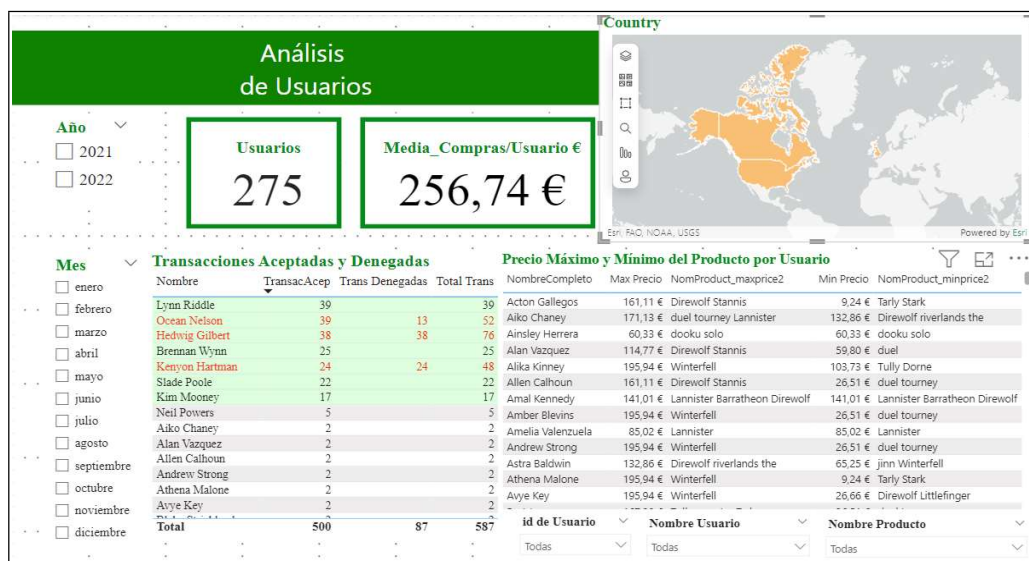 Análisis
de Usuarios
Country
Esri, FAO, NOAA, USGS
Powered by Esri
Año
2021
2022
Usuarios
275
Media_Compras/Usuario €
256,74 €
Mes
enero
febrero
marzo
abril
mayo
junio
julio
agosto
septiembre
octubre
noviembre
diciembre
Transacciones Aceptadas y Denegadas
Nombre TransacAcep Trans Denegadas Total Trans
Lynn Riddle 39 39
Ocean Nelson 39 13 52
Hedwig Gilbert 38 38 76
Brennan Wynn 25 25
Kenyon Hartman 24 24 48
Slade Poole 22 22
Kim Mooney 17 17
Neil Powers 5 5
Aiko Chaney 2 2
Alan Vazquez 2 2
Allen Calhoun 2 2
Andrew Strong 2 2
Athena Malone 2 2
Avye Key 2 2
Total 500 87 587
Precio Máximo y Mínimo del Producto por Usuario
NombreCompleto Max Precio NomProduct_maxprice2 Min Precio NomProduct_minprice2
Acton Gallegos 161,11 € Direwolf Stannis 9,24 € Tarly Stark
Aiko Chaney 171,13 € duel tourney Lannister 132,86 € Direwolf riverlands the
Ainsley Herrera 60,33 € dooku solo 60,33 € dooku solo
Alan Vazquez 114,77 € Direwolf Stannis 59,80 € duel
Alika Kinney 195,94 € Winterfell 103,73 € Tully Dorne
Allen Calhoun 161,11 € Direwolf Stannis 26,51 € duel tourney
Amal Kennedy 141,01 € Lannister Barratheon Direwolf 141,01 € Lannister Barratheon Direwolf
Amber Blevins 195,94 € Winterfell 26,51 € duel tourney
Amelia Valenzuela 85,02 € Lannister 85,02 € Lannister
Andrew Strong 195,94 € Winterfell 26,51 € duel tourney
Astra Baldwin 132,86 € Direwolf riverlands the 65,25 € jinn Winterfell
Athena Malone 195,94 € Winterfell 9,24 € Tarly Stark
Avye Key 195,94 € Winterfell 26,66 € Direwolf Littlefinger
id de Usuario
Todas
Nombre Usuario
Todas
Nombre Producto
Todas